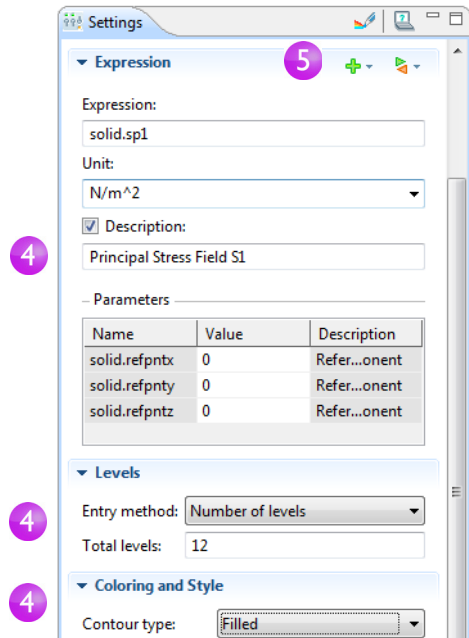 Settings
Expression
5
Expression:
solid.sp1
Unit:
N/m^2
Description:
4
Principal Stress Field S1
Parameters
Name Value Description
solid.refpntx 0 Refer...onent
solid.refpnty 0 Refer...onent
solid.refpntz 0 Refer...onent
Levels
4
Entry method: Number of levels
Total levels: 12
Coloring and Style
4
Contour type: Filled